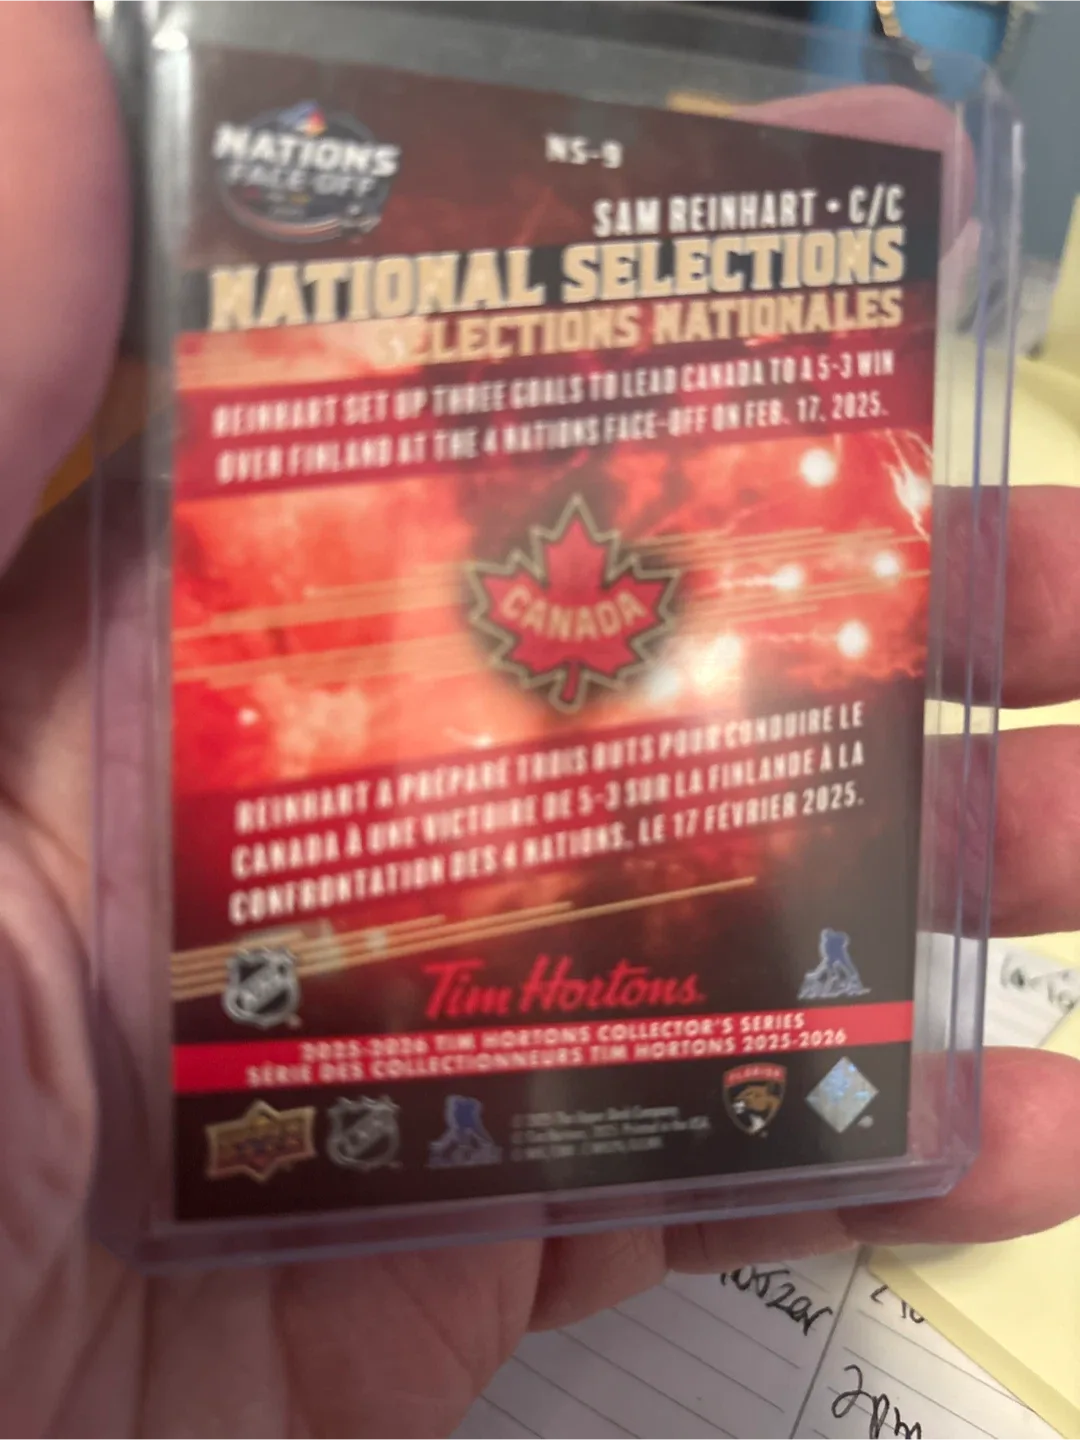 NATIONS
FACE-OFF
NS-9
SAM REINHART • C/C
NATIONAL SELECTIONS
SÉLECTIONS NATIONALES
REINHART SET UP THREE GOALS TO LEAD CANADA TO A 5-3 WIN
OVER FINLAND AT THE 4 NATIONS FACE-OFF ON FEB. 17, 2025.
CANADA
REINHART A PRÉPARÉ TROIS BUTS POUR CONDUIRE LE
CANADA À UNE VICTOIRE DE 5-3 SUR LA FINLANDE À LA
CONFRONTATION DES 4 NATIONS, LE 17 FÉVRIER 2025.
NHL
Tim Hortons.
2025-2026 TIM HORTONS COLLECTOR'S SERIES
SÉRIE DES COLLECTIONNEURS TIM HORTONS 2025-2026
NHL
FLORIDA
2pm